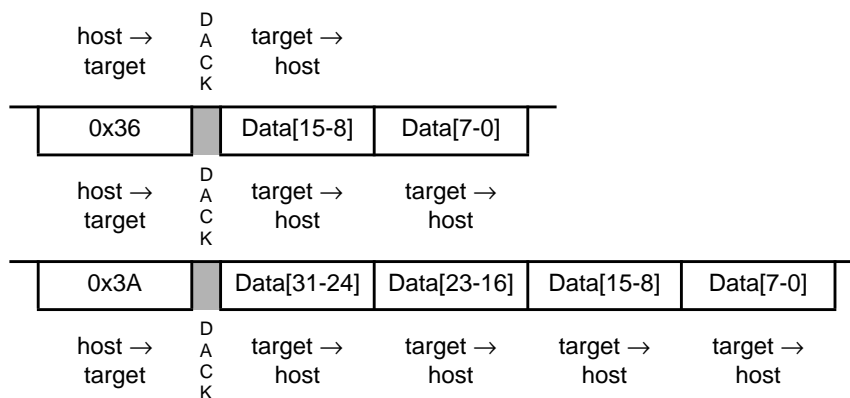 host → D A C K target →
target host
0x36 Data[15-8] Data[7-0]
host → D A C K target → target →
target host host
0x3A Data[31-24] Data[23-16] Data[15-8] Data[7-0]
host → D A C K target → target → target → target →
target host host host host